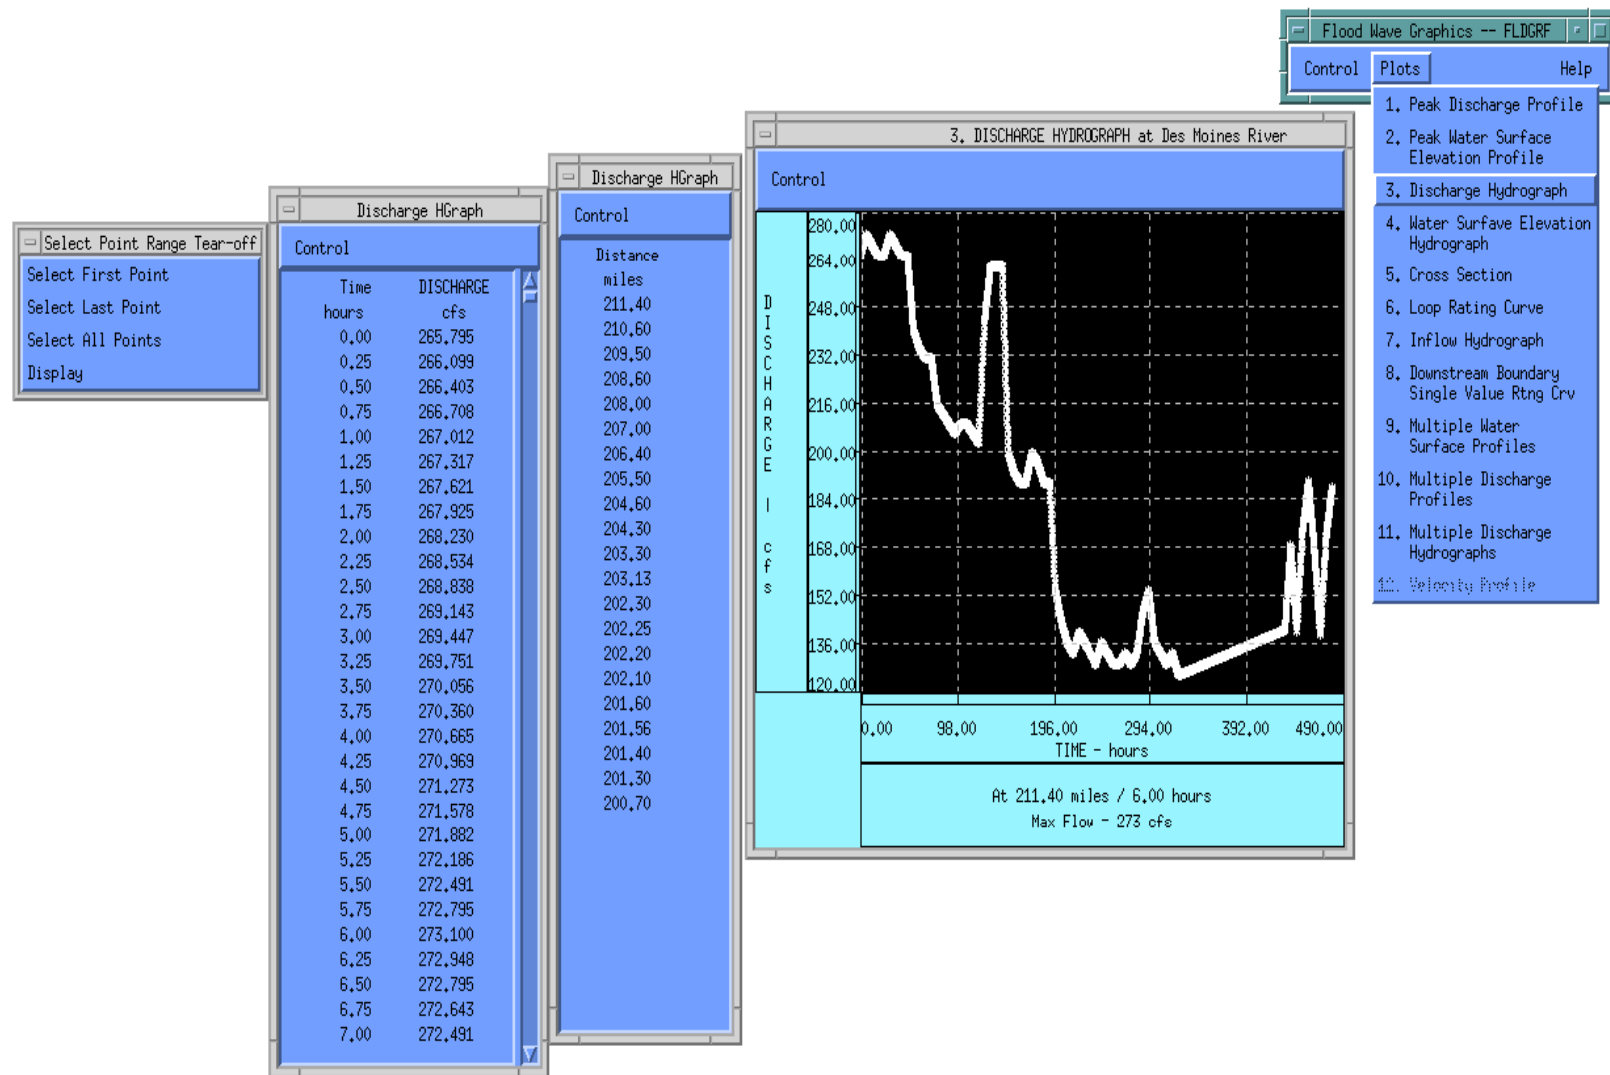 Flood Wave Graphics -- FLDGRF
Control Plots Help
1. Peak Discharge Profile
2. Peak Water Surface
Elevation Profile
3. Discharge Hydrograph
4. Water Surfave Elevation
Hydrograph
5. Cross Section
6. Loop Rating Curve
7. Inflow Hydrograph
8. Downstream Boundary
Single Value Rtng Crv
9. Multiple Water
Surface Profiles
10. Multiple Discharge
Profiles
11. Multiple Discharge
Hydrographs
12. Velocity Profile
Select Point Range Tear-off
Select First Point
Select Last Point
Select All Points
Display
Discharge HGraph
Control
Time DISCHARGE
hours cfs
0.00 265.795
0.25 266.099
0.50 266.403
0.75 266.708
1.00 267.012
1.25 267.317
1.50 267.621
1.75 267.925
2.00 268.230
2.25 268.534
2.50 268.838
2.75 269.143
3.00 269.447
3.25 269.751
3.50 270.056
3.75 270.360
4.00 270.665
4.25 270.969
4.50 271.273
4.75 271.578
5.00 271.882
5.25 272.186
5.50 272.491
5.75 272.795
6.00 273.100
6.25 272.948
6.50 272.795
6.75 272.643
7.00 272.491
Discharge HGraph
Control
Distance
miles
211.40
210.60
209.50
208.60
208.00
207.00
206.40
205.50
204.60
204.30
203.30
203.13
202.30
202.25
202.20
202.10
201.60
201.56
201.40
201.30
200.70
3. DISCHARGE HYDROGRAPH at Des Moines River
Control
DISCHARGE | cfs
280.00
264.00
248.00
232.00
216.00
200.00
184.00
168.00
152.00
136.00
120.00
0.00 98.00 196.00 294.00 392.00 490.00
TIME - hours
At 211.40 miles / 6.00 hours
Max Flow - 273 cfs